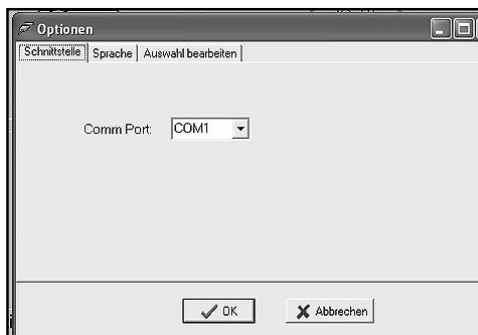 Optionen
Schnittstelle Sprache Auswahl bearbeiten
Comm Port: COM1
OK Abbrechen